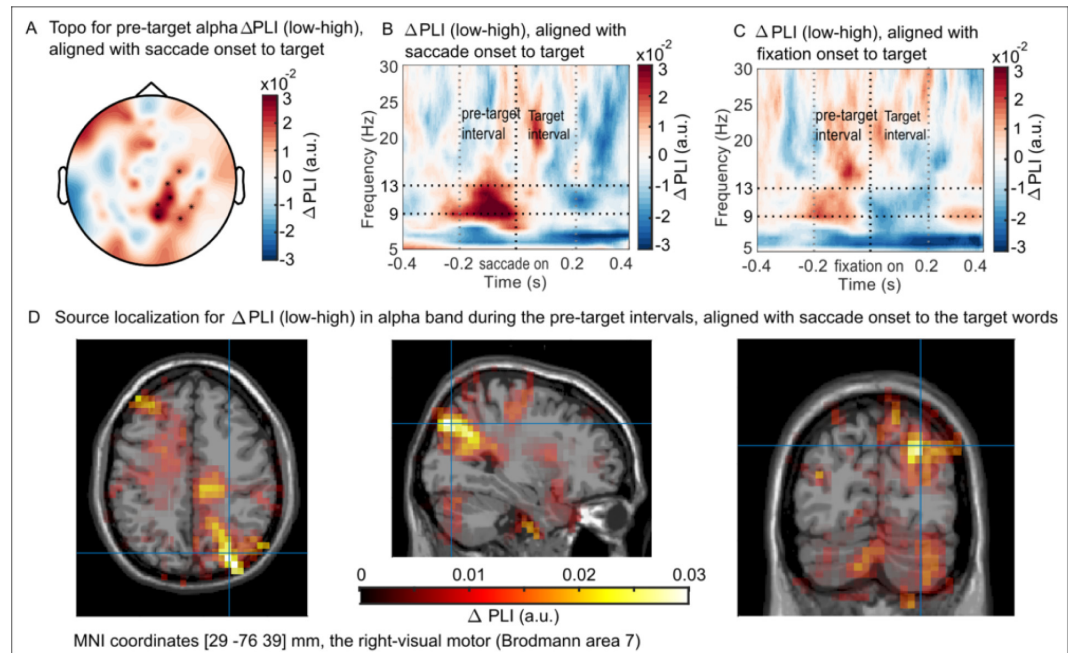 A Topo for pre-target alpha ΔPLI (low-high),
aligned with saccade onset to target
x10-2
3
2
1
0
-1
-2
-3
Δ PLI (a.u.)
B Δ PLI (low-high), aligned with
saccade onset to target
30
25
20
13
9
5
Frequency (Hz)
pre-target
interval
Target
interval
-0.4
-0.2
saccade on
0.2
0.4
Time (s)
x10-2
3
2
1
0
-1
-2
-3
Δ PLI (a.u.)
C Δ PLI (low-high), aligned with
fixation onset to target
30
25
20
13
9
5
Frequency (Hz)
pre-target
interval
Target
interval
-0.4
-0.2
fixation on
0.2
0.4
Time (s)
x10-2
3
2
1
0
-1
-2
-3
Δ PLI (a.u.)
D Source localization for Δ PLI (low-high) in alpha band during the pre-target intervals, aligned with saccade onset to the target words
0 0.01 0.02 0.03
Δ PLI (a.u.)
MNI coordinates [29 -76 39] mm, the right-visual motor (Brodmann area 7)